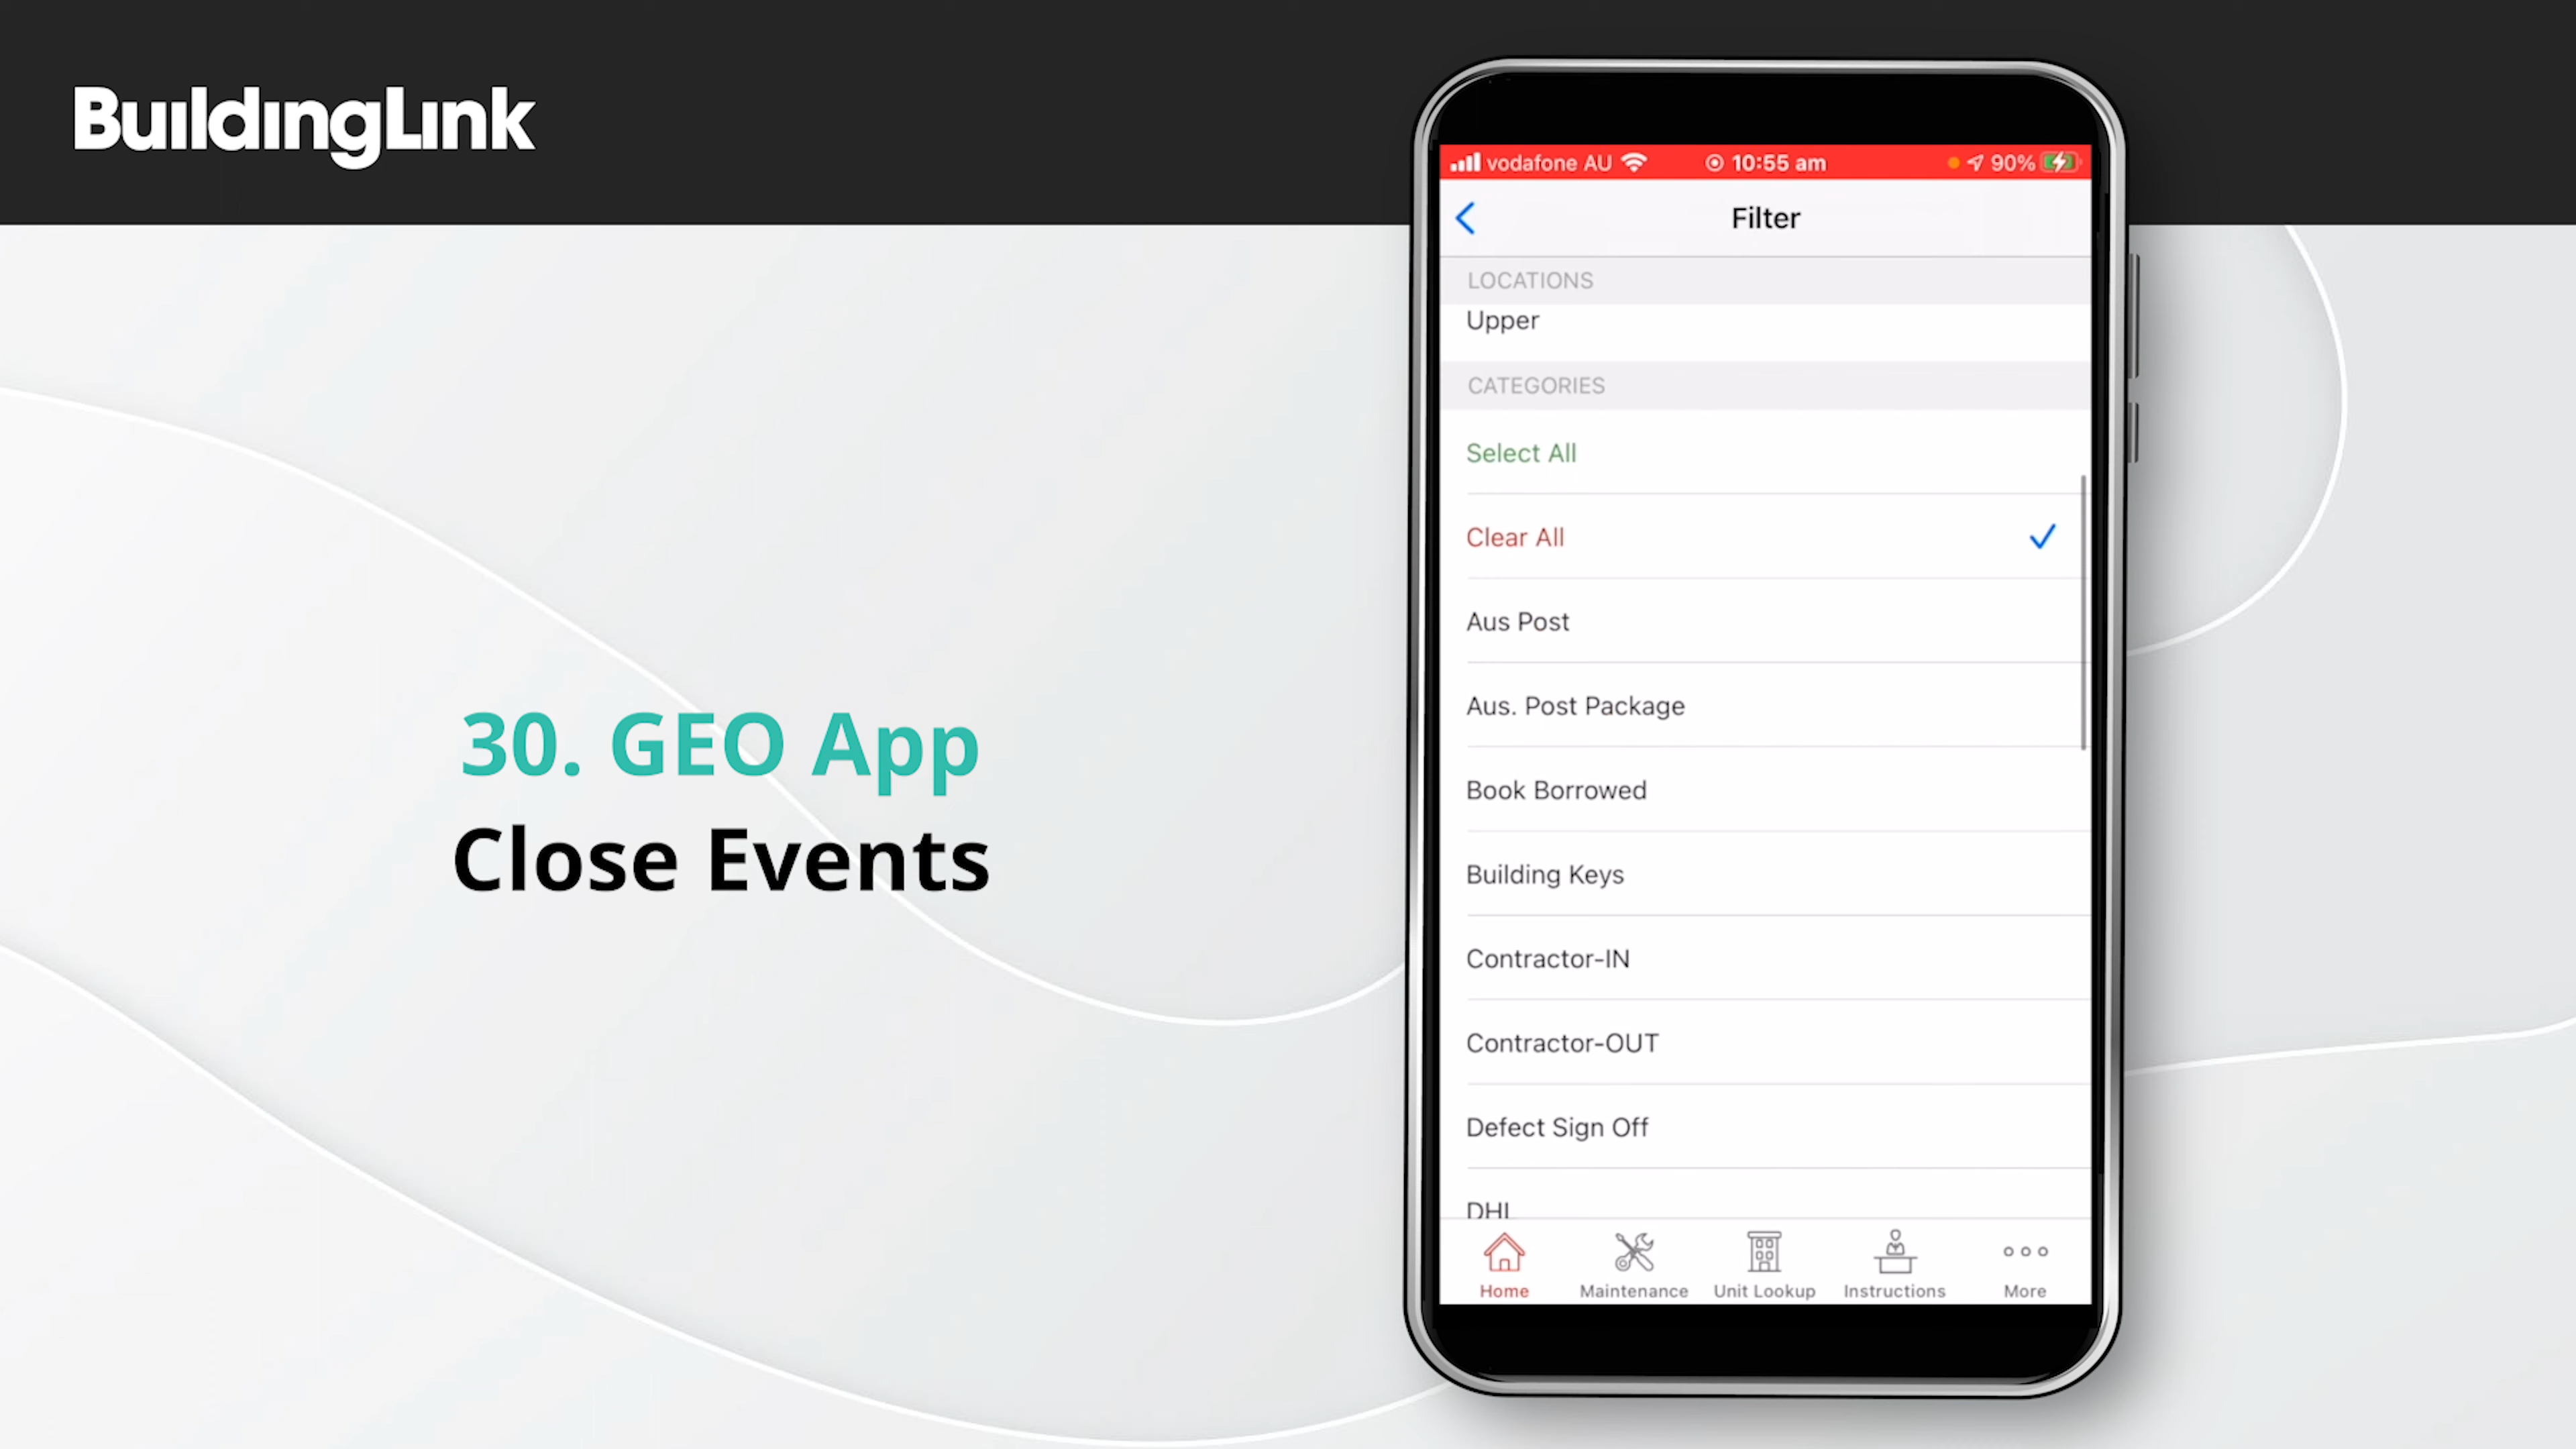 BuildingLink
30. GEO App
Close Events
vodafone AU 10:55 am 90%
Filter
LOCATIONS
Upper
CATEGORIES
Select All
Clear All
Aus Post
Aus. Post Package
Book Borrowed
Building Keys
Contractor-IN
Contractor-OUT
Defect Sign Off
DHL
Home Maintenance Unit Lookup Instructions More